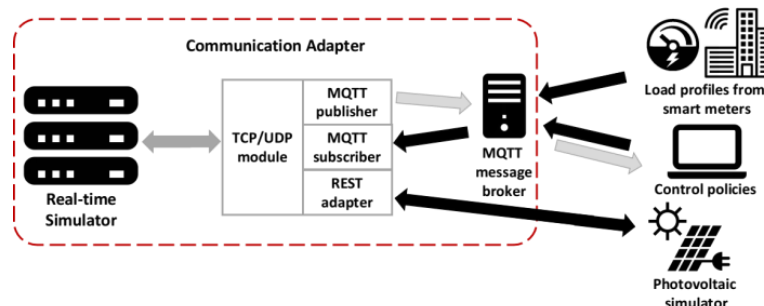 Communication Adapter
Real-time
Simulator
TCP/UDP
module
MQTT
publisher
MQTT
subscriber
REST
adapter
MQTT
message
broker
Load profiles from
smart meters
Control policies
Photovoltaic
simulator